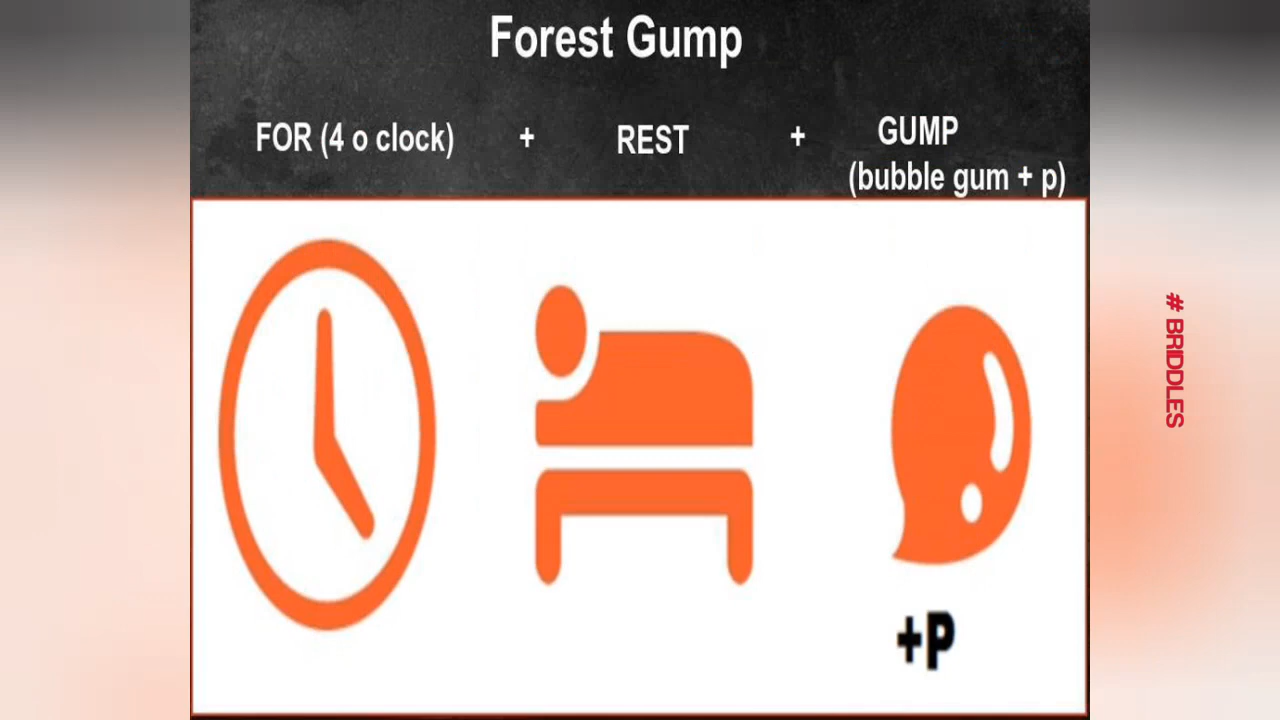 Forest Gump
FOR (4 o clock) + REST + GUMP
(bubble gum + p)
+P
# BRIDDLES